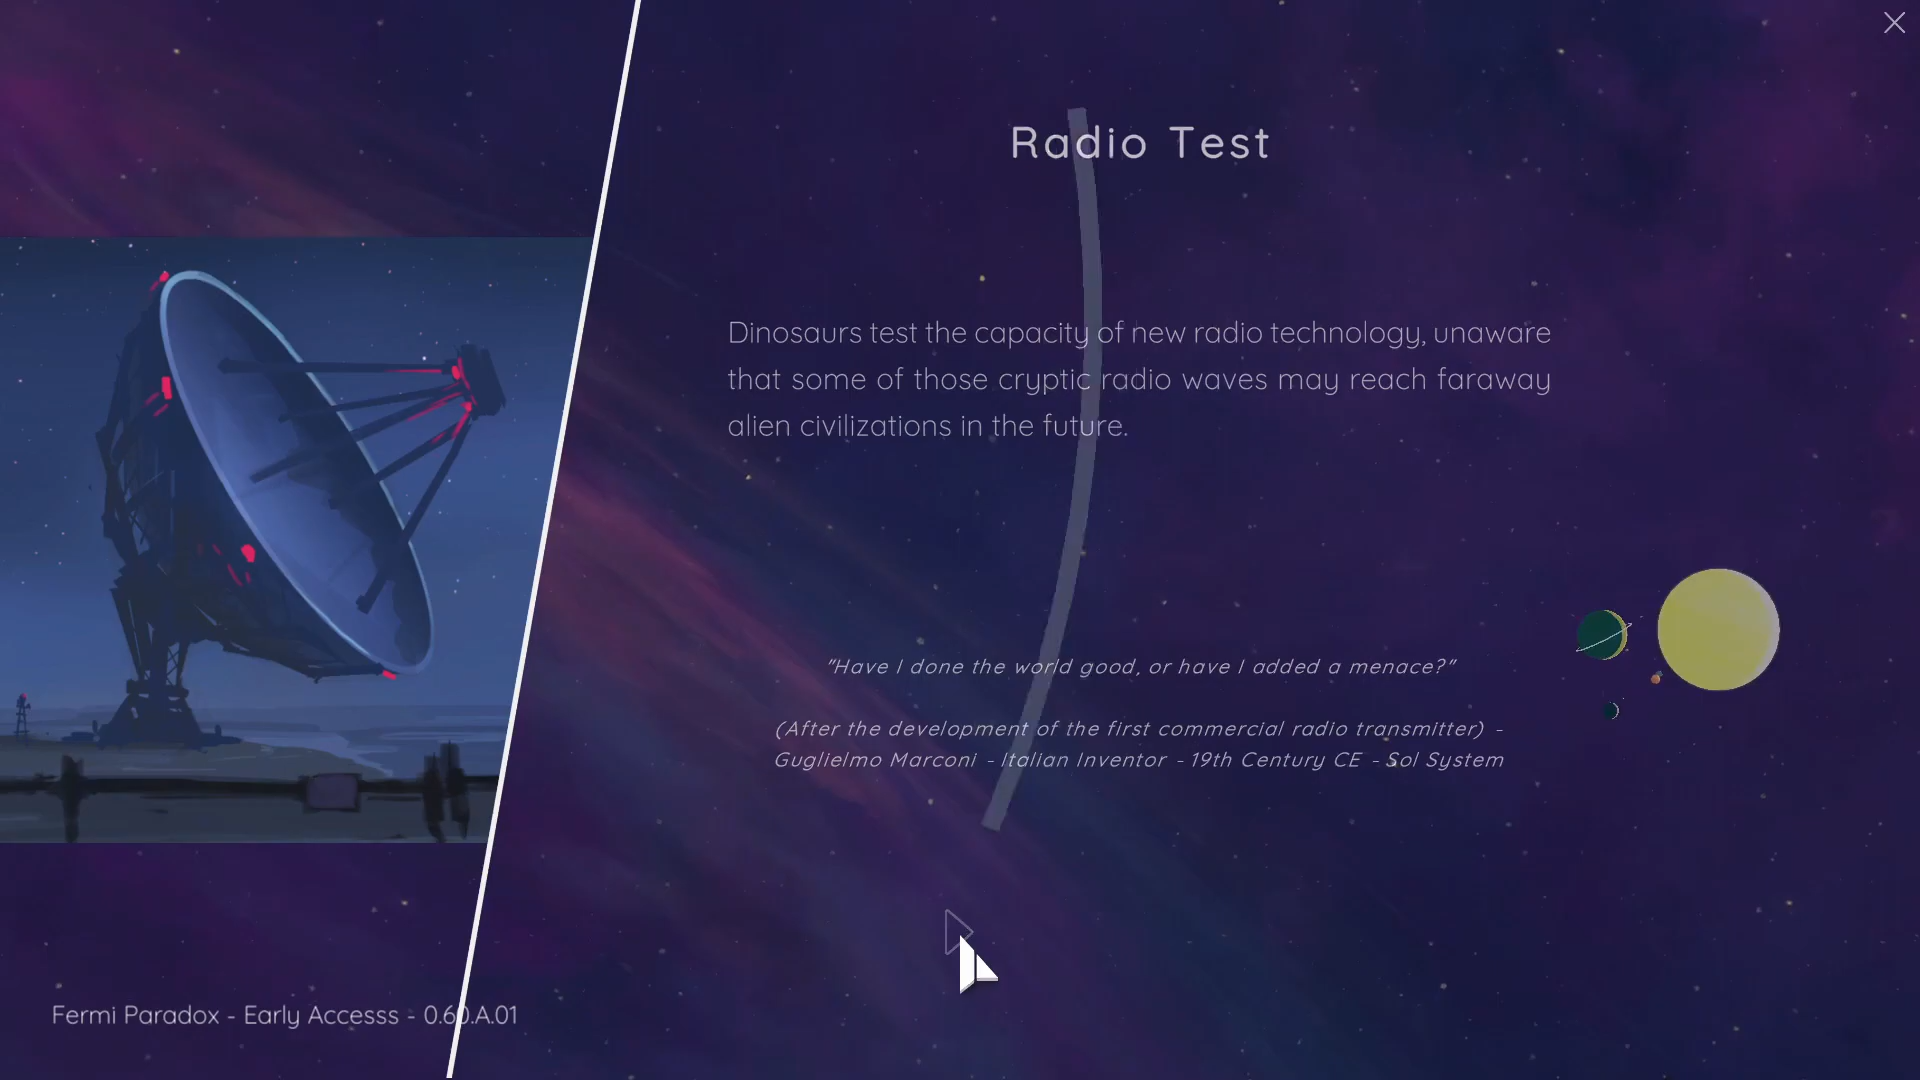 Radio Test
Dinosaurs test the capacity of new radio technology, unaware
that some of those cryptic radio waves may reach faraway
alien civilizations in the future.
"Have I done the world good, or have I added a menace?"
(After the development of the first commercial radio transmitter) -
Guglielmo Marconi - Italian Inventor - 19th Century CE - Sol System
Fermi Paradox - Early Accesss - 0.60.A.01